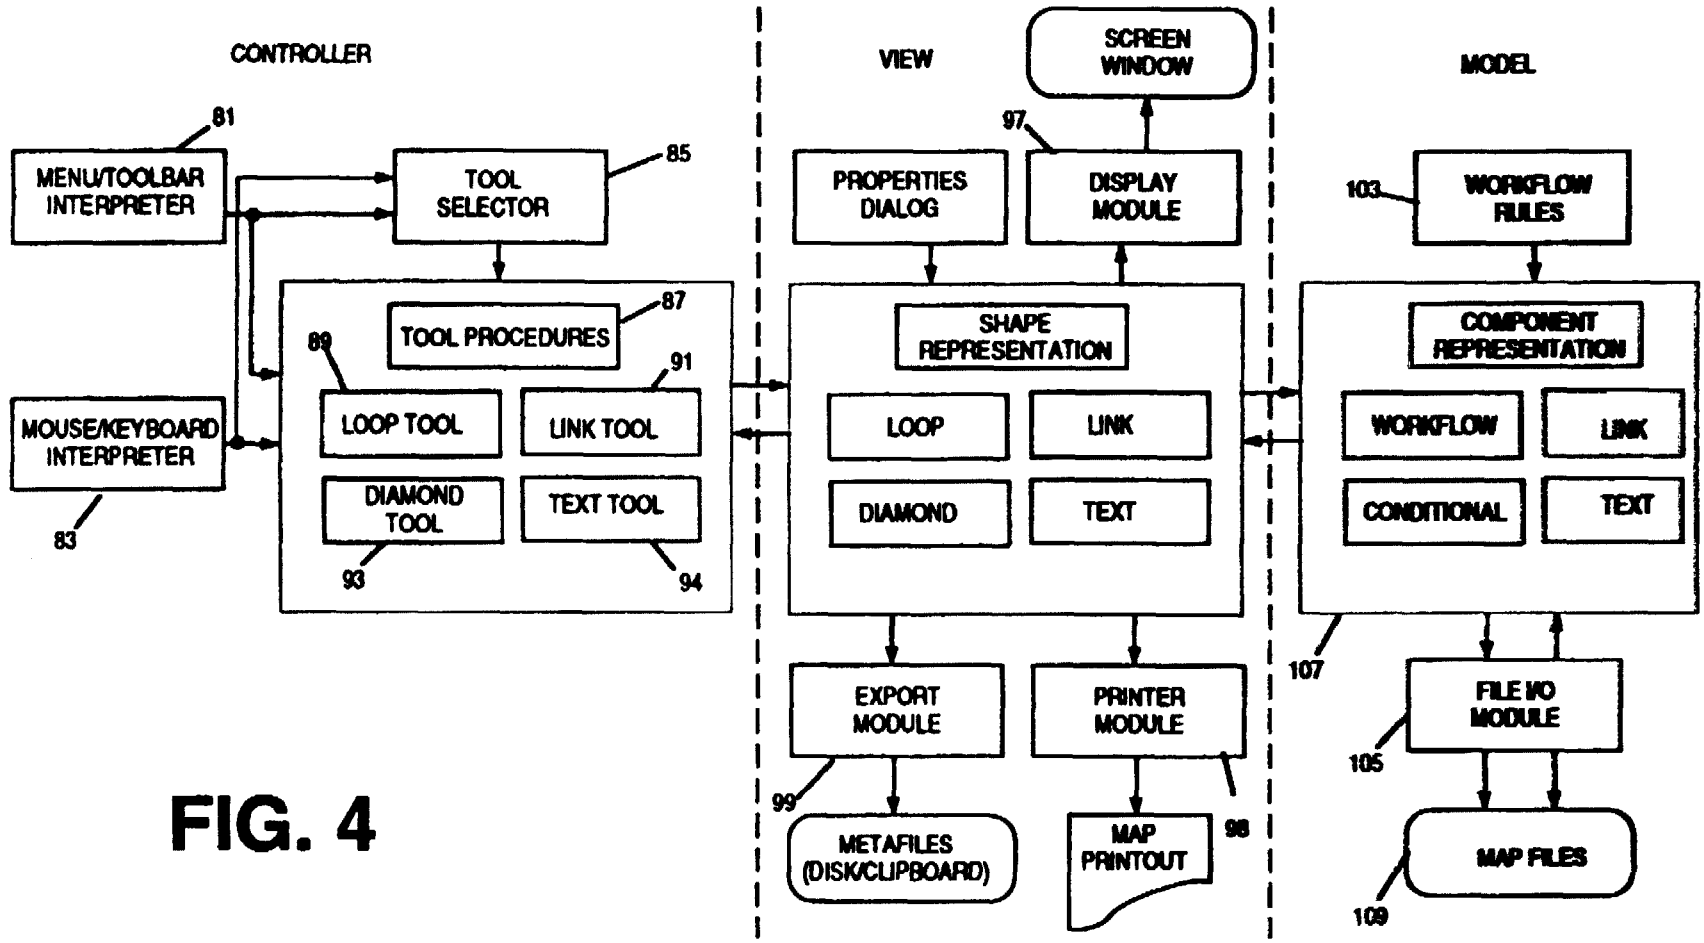 CONTROLLER
81
MENU/TOOLBAR
INTERPRETER
TOOL
SELECTOR
85
TOOL PROCEDURES
87
89
LOOP TOOL
91
LINK TOOL
DIAMOND
TOOL
93
TEXT TOOL
94
MOUSE/KEYBOARD
INTERPRETER
83
FIG. 4
VIEW
SCREEN
WINDOW
97
PROPERTIES
DIALOG
DISPLAY
MODULE
SHAPE
REPRESENTATION
LOOP
LINK
DIAMOND
TEXT
EXPORT
MODULE
99
PRINTER
MODULE
98
METAFILES
(DISK/CLIPBOARD)
MAP
PRINTOUT
MODEL
103
WORKFLOW
RULES
COMPONENT
REPRESENTATION
WORKFLOW
LINK
CONDITIONAL
TEXT
107
FILE I/O
MODULE
105
MAP FILES
109